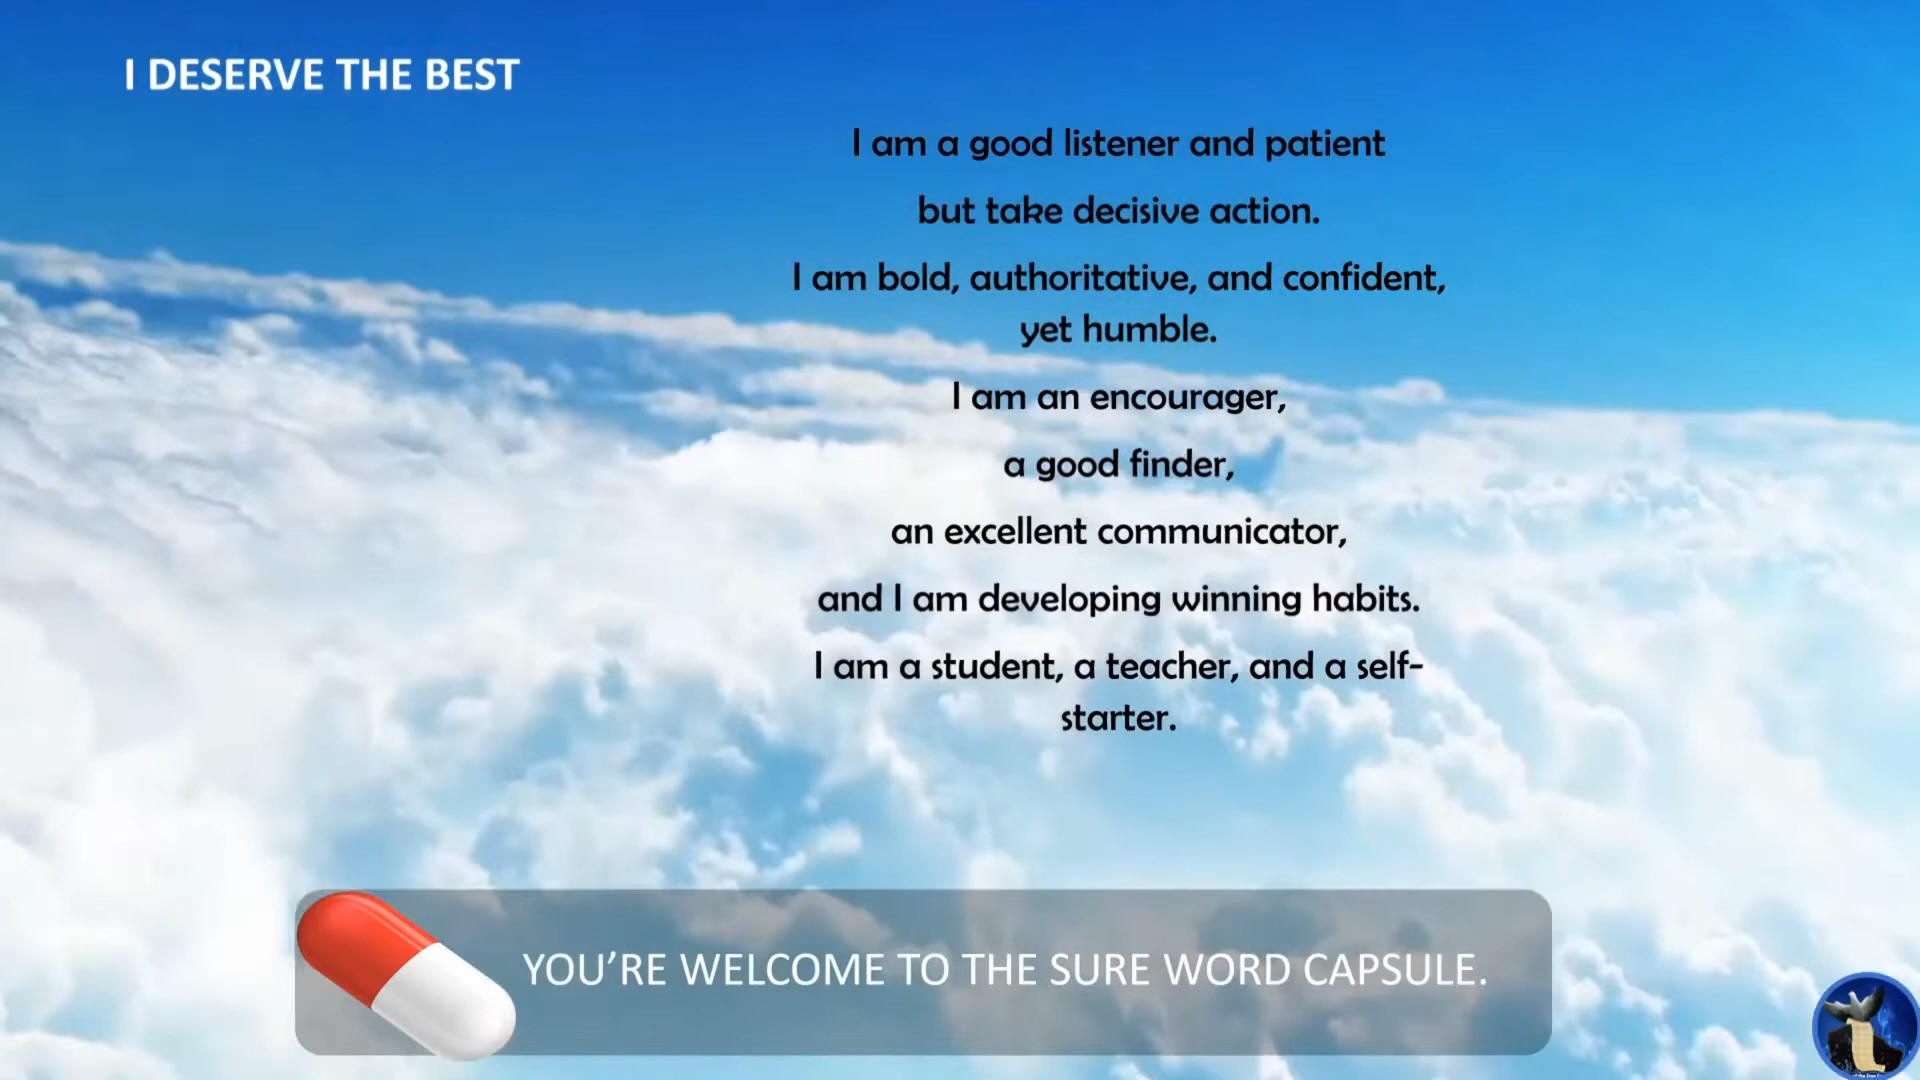 I DESERVE THE BEST
I am a good listener and patient
but take decisive action.
I am bold, authoritative, and confident,
yet humble.
I am an encourager,
a good finder,
an excellent communicator,
and I am developing winning habits.
I am a student, a teacher, and a self-
starter.
YOU’RE WELCOME TO THE SURE WORD CAPSULE.